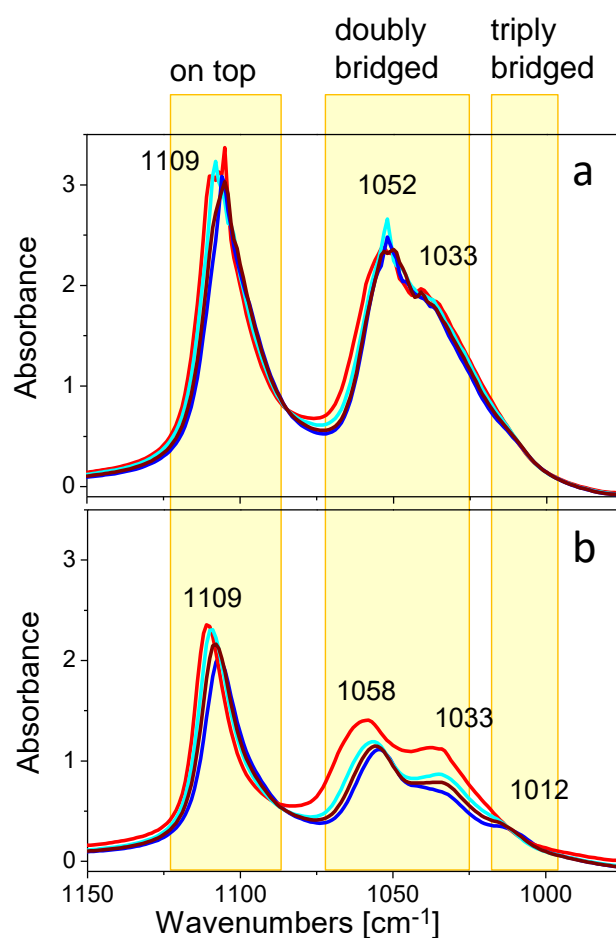 on top
doubly
bridged
triply
bridged
a
1109
1052
1033
3
2
1
0
Absorbance
b
1109
1058
1033
1012
3
2
1
0
Absorbance
1150
1100
1050
1000
Wavenumbers [cm-1]